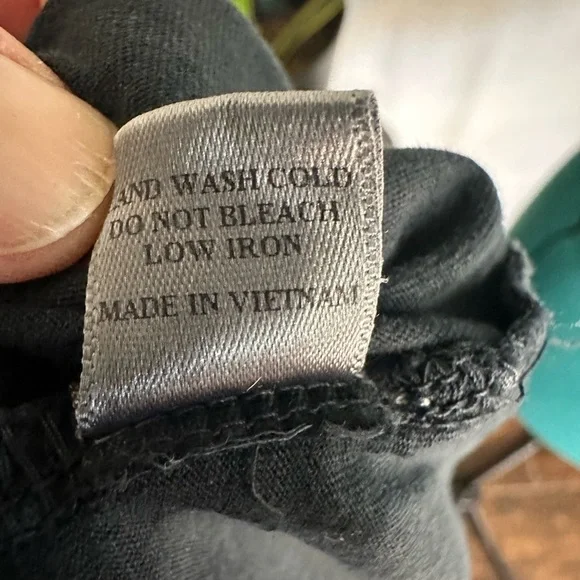 AND WASH COLD
DO NOT BLEACH
LOW IRON
MADE IN VIETNAM